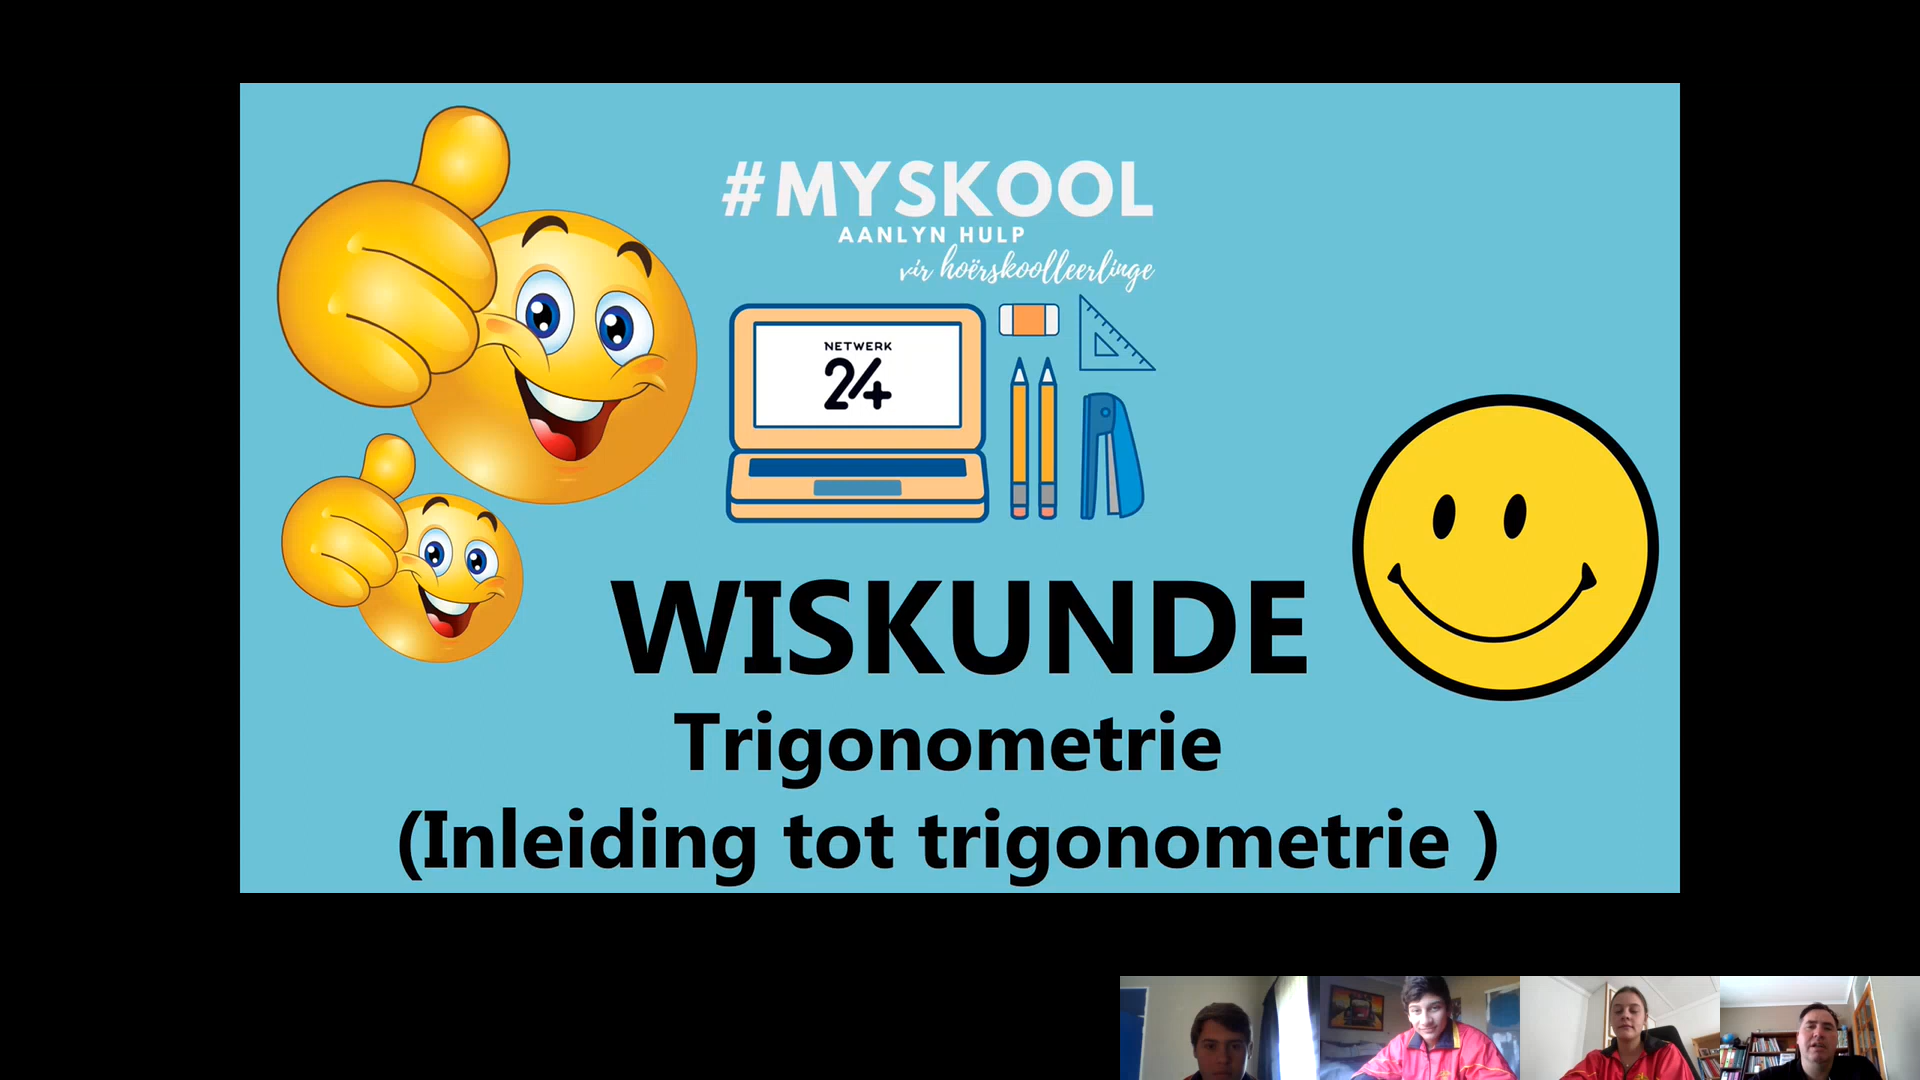 #MYSKOOL
AANLYN HULP
vir hoërskoolleerlinge
NETWERK
24
WISKUNDE
Trigonometrie
(Inleiding tot trigonometrie )